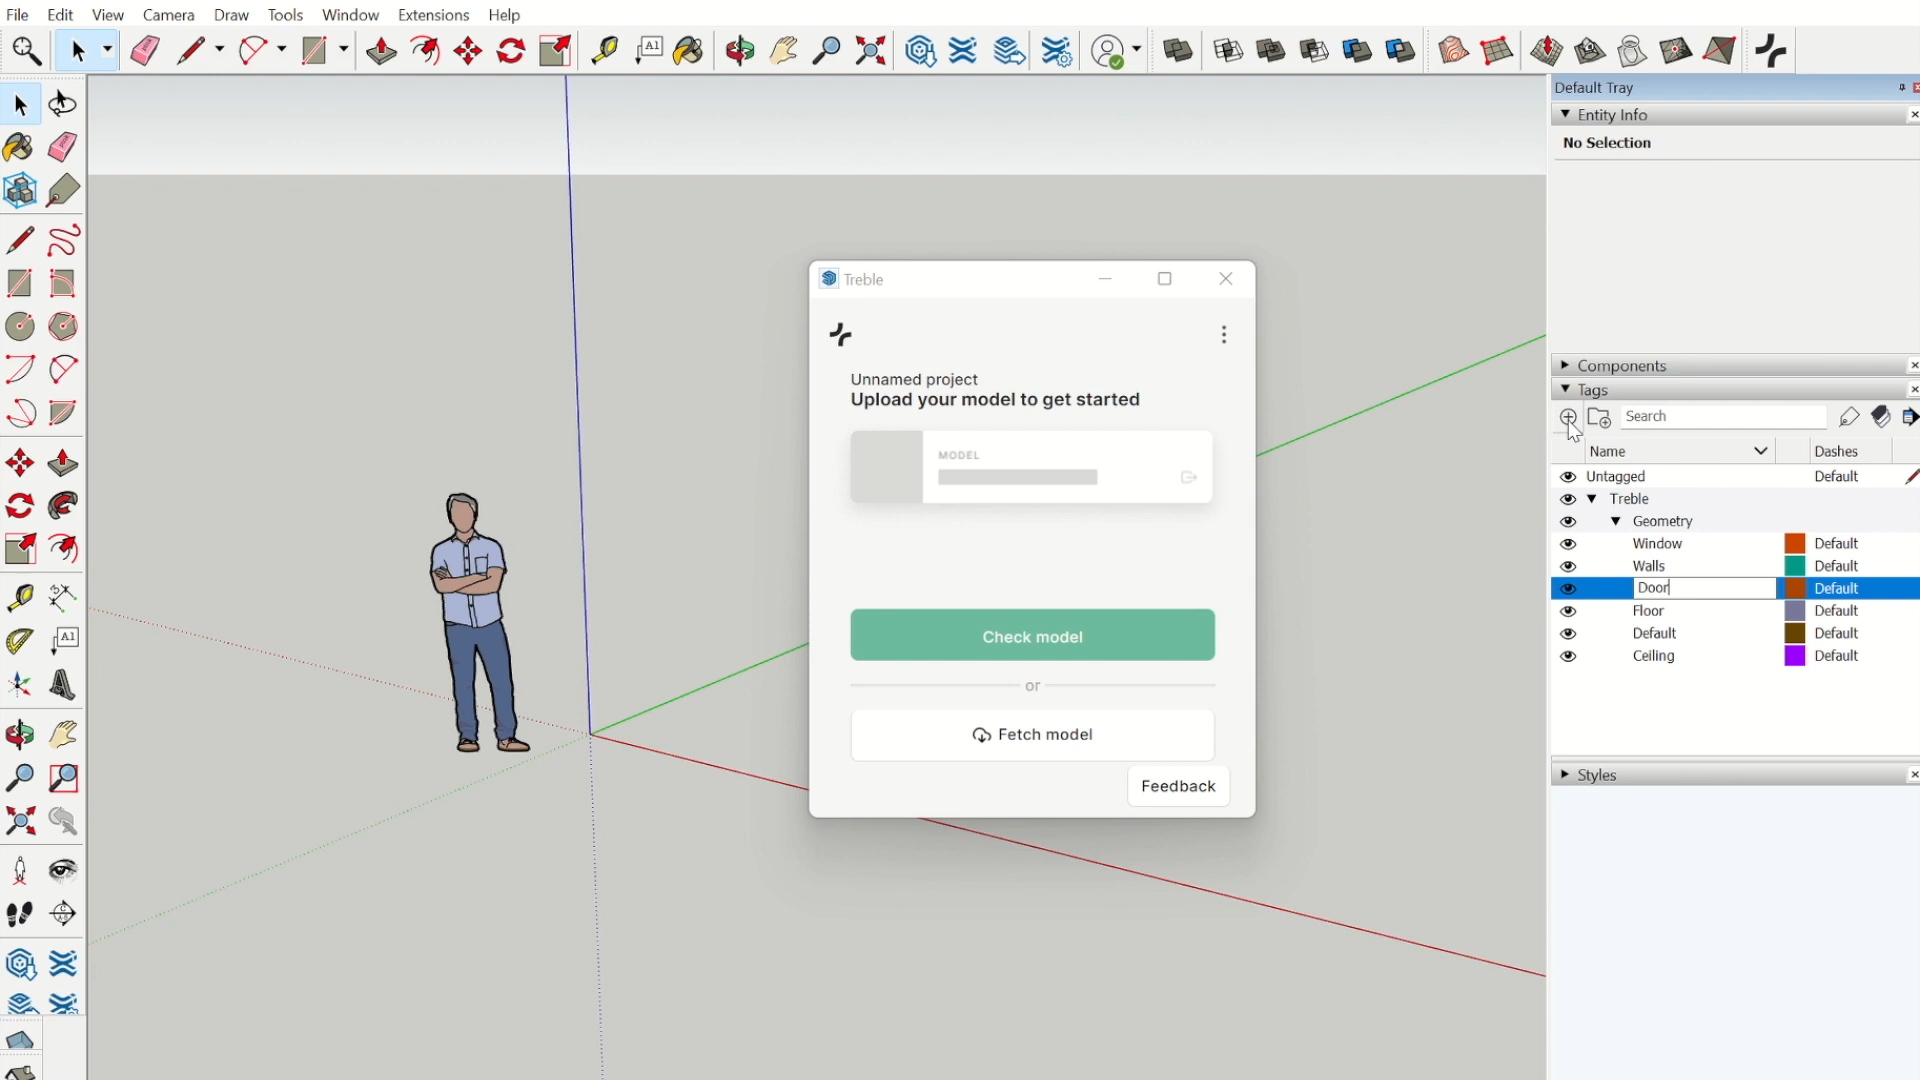 File Edit View Camera Draw Tools Window Extensions Help
Default Tray
Entity Info
No Selection
Treble
Unnamed project
Upload your model to get started
MODEL
Check model
or
Fetch model
Feedback
Components
Tags
Search
Name Dashes
Untagged Default
Treble
Geometry
Window Default
Walls Default
Door Default
Floor Default
Default Default
Ceiling Default
Styles